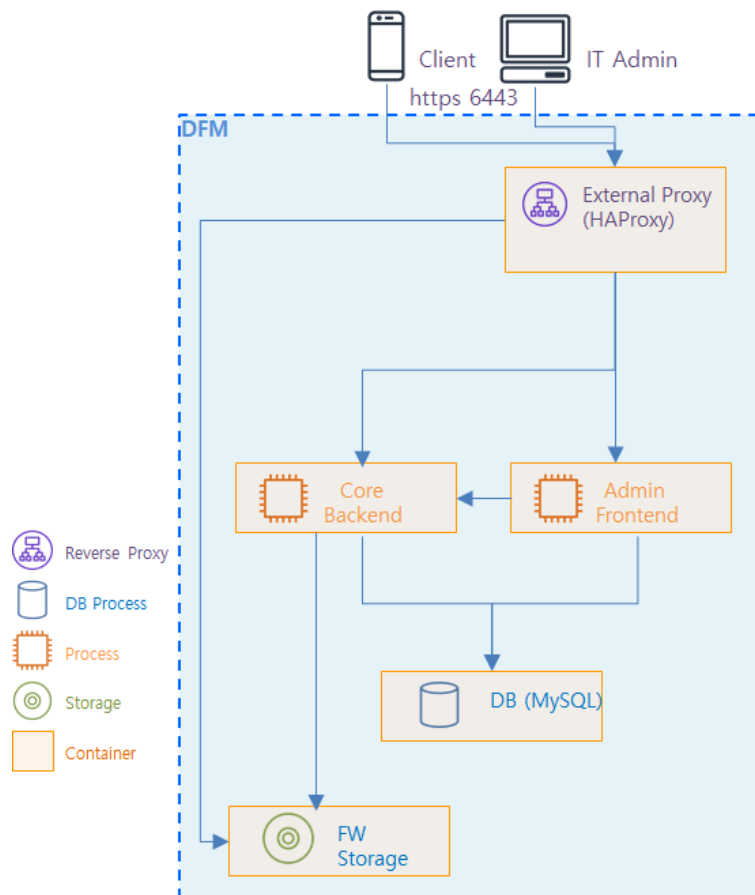 Client
IT Admin
https 6443
DFM
External Proxy
(HAProxy)
Core
Backend
Admin
Frontend
Reverse Proxy
DB Process
Process
Storage
Container
DB (MySQL)
FW
Storage